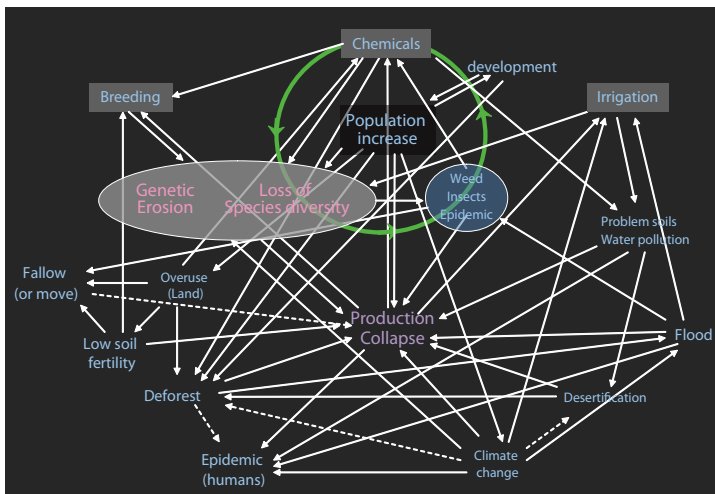 Chemicals
development
Breeding
Irrigation
Population
increase
Genetic
Erosion
Loss of
Species diversity
Weed
Insects
Epidemic
Problem soils
Water pollution
Fallow
(or move)
Overuse
(Land)
Production
Collapse
Low soil
fertility
Flood
Deforest
Desertification
Epidemic
(humans)
Climate
change